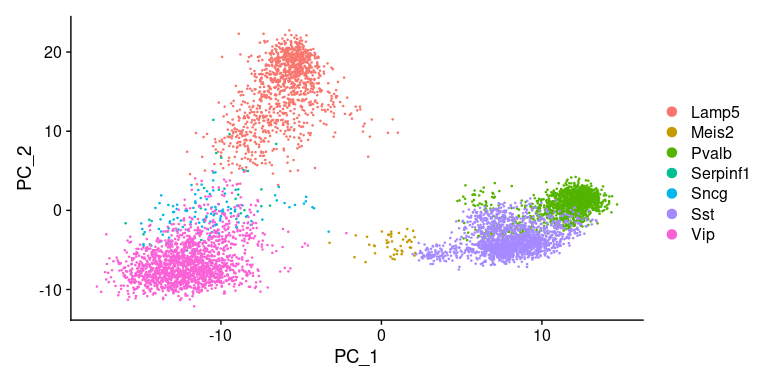 20
10
0
-10
PC_2
-10
0
10
PC_1
Lamp5
Meis2
Pvalb
Serpinf1
Sncg
Sst
Vip